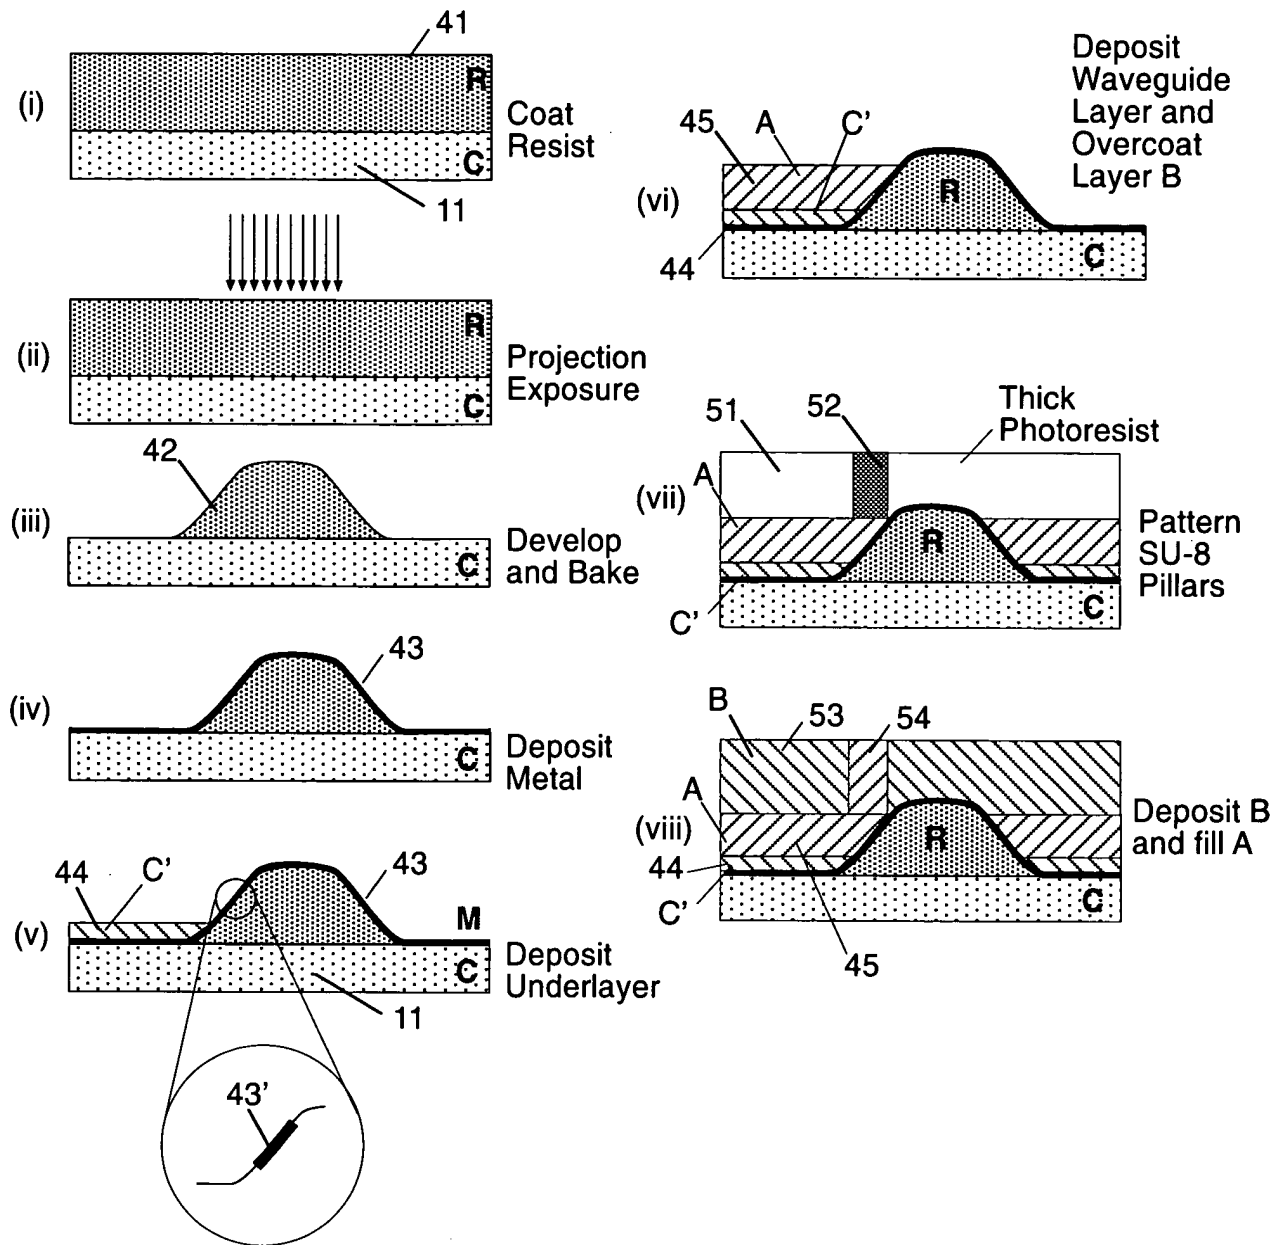 41
(i)
R
C
Coat
Resist
11
(ii)
R
C
Projection
Exposure
42
(iii)
C
Develop
and Bake
(iv)
43
C
Deposit
Metal
44
C'
43
(v)
M
C
Deposit
Underlayer
11
43'
Deposit
Waveguide
Layer and
Overcoat
Layer B
45
A
C'
(vi)
R
44
C
51
52
Thick
Photoresist
A
(vii)
R
Pattern
SU-8
Pillars
C'
C
B
53
54
A
(viii)
R
Deposit B
and fill A
44
C'
C
45